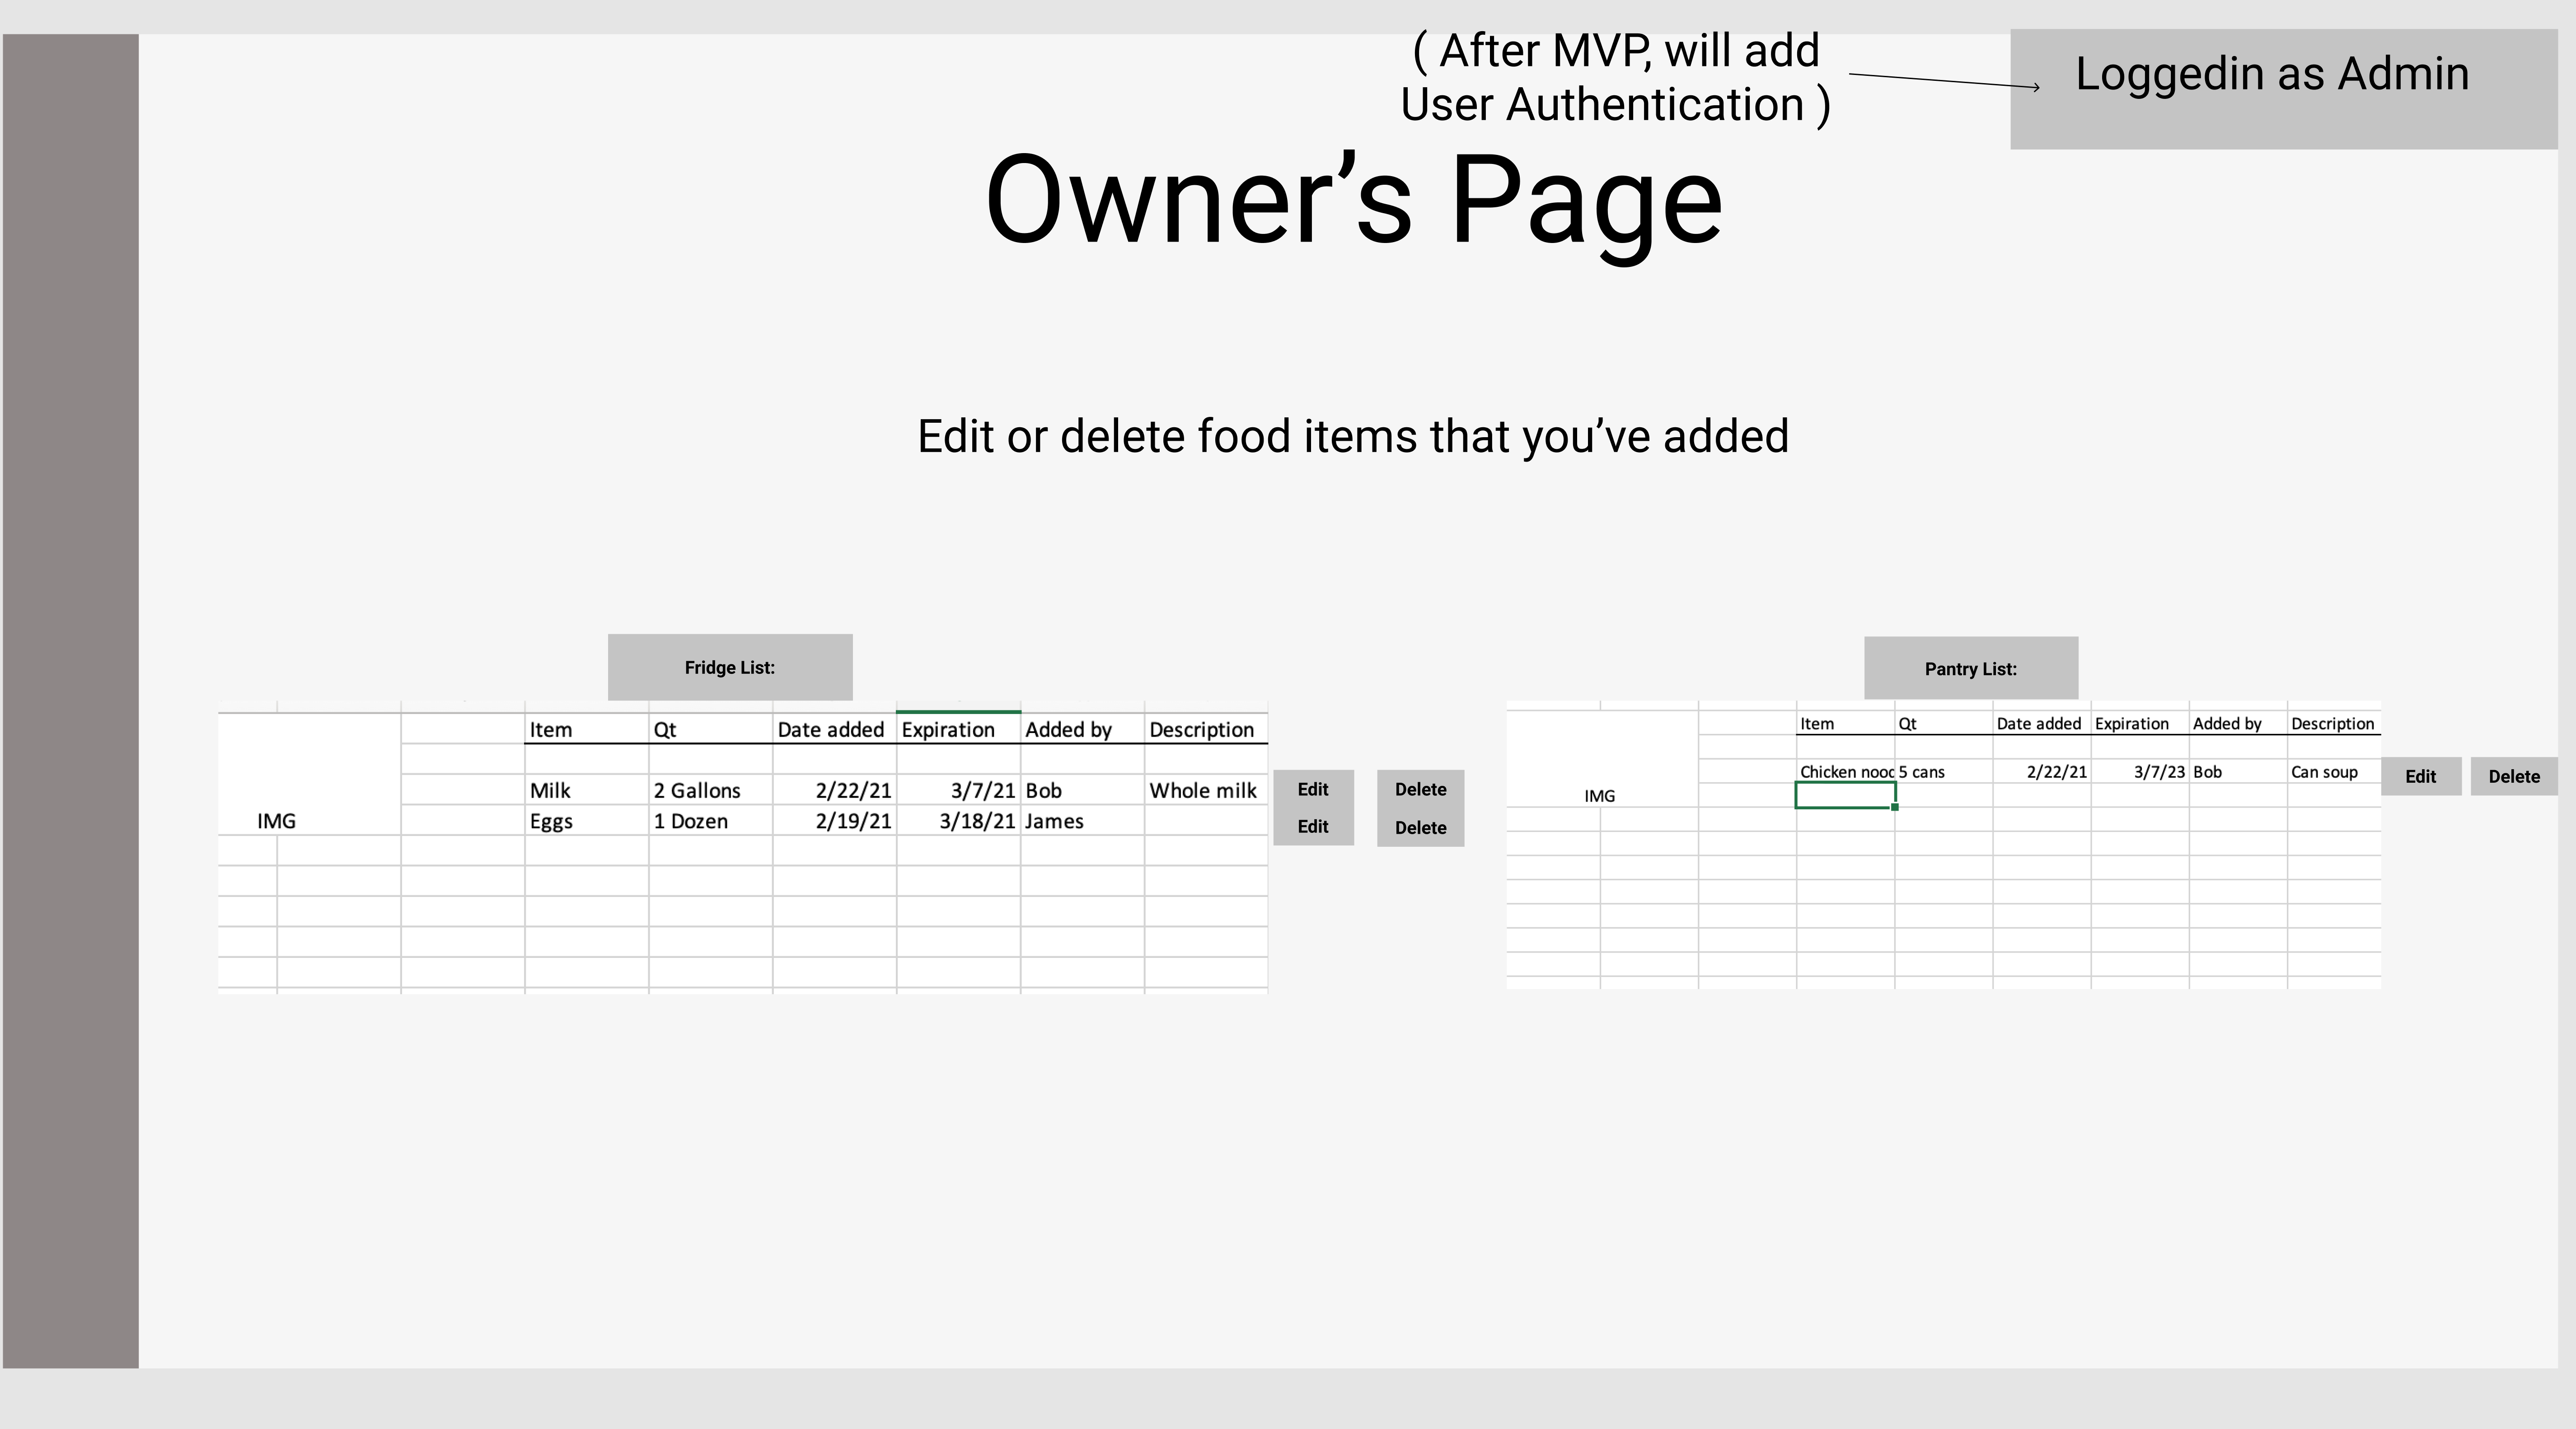 ( After MVP, will add
User Authentication )
Loggedin as Admin
Owner’s Page
Edit or delete food items that you’ve added
Fridge List:
Item Qt Date added Expiration Added by Description
Milk 2 Gallons 2/22/21 3/7/21 Bob Whole milk Edit Delete
IMG Eggs 1 Dozen 2/19/21 3/18/21 James Edit Delete
Pantry List:
Item Qt Date added Expiration Added by Description
Chicken nooc 5 cans 2/22/21 3/7/23 Bob Can soup Edit Delete
IMG